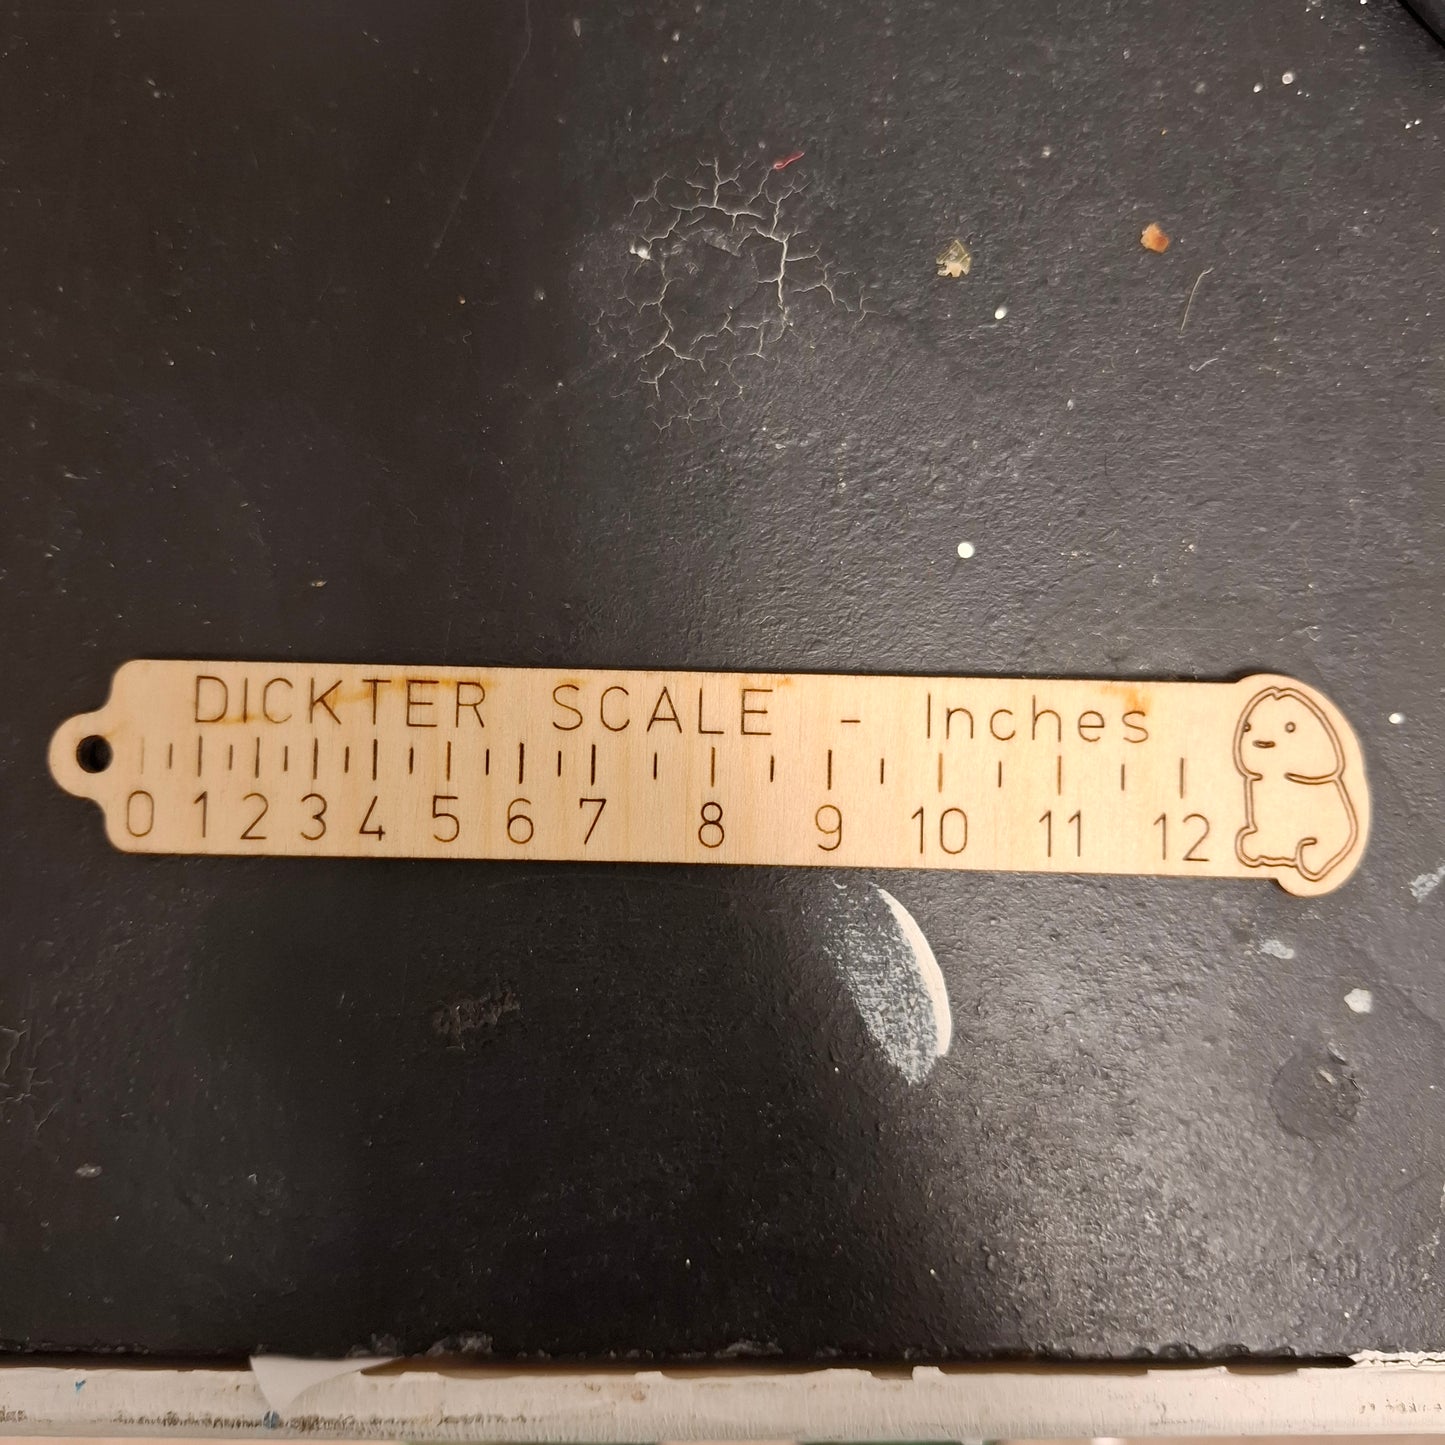 DICKTER SCALE - Inches
0 1 2 3 4 5 6 7 8 9 10 11 12